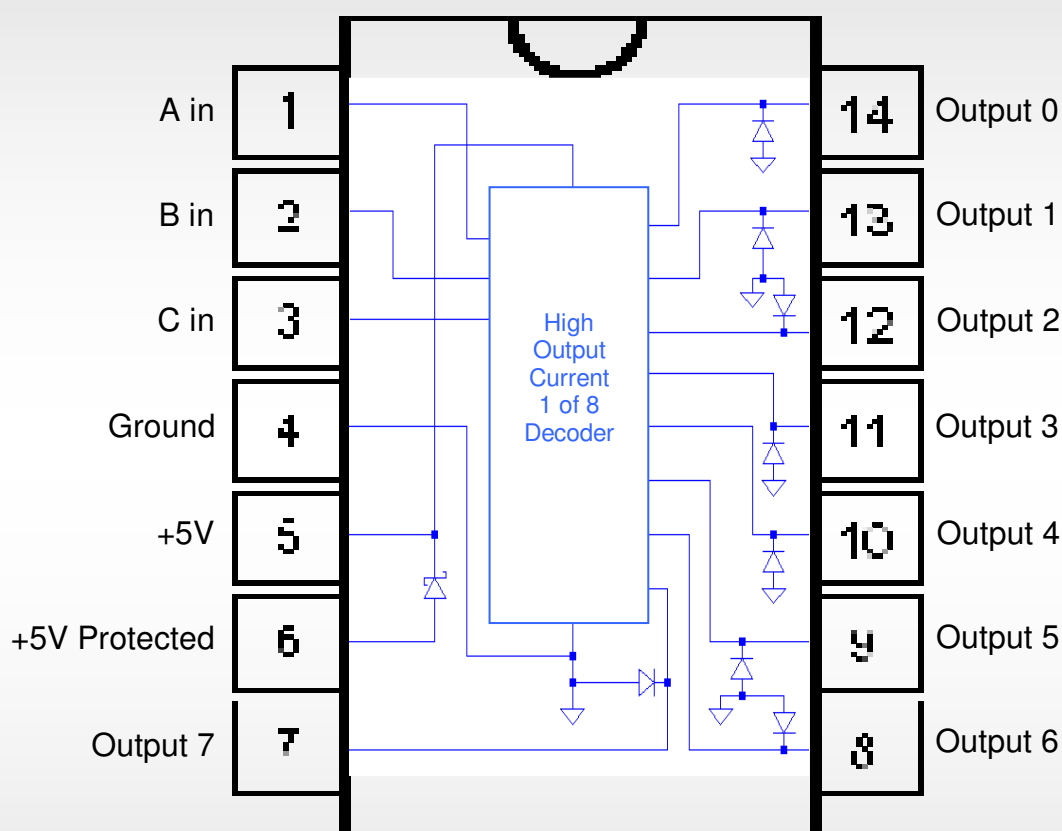 A in
1
B in
2
C in
3
Ground
4
+5V
5
+5V Protected
6
Output 7
7
High
Output
Current
1 of 8
Decoder
14
Output 0
13
Output 1
12
Output 2
11
Output 3
10
Output 4
9
Output 5
8
Output 6